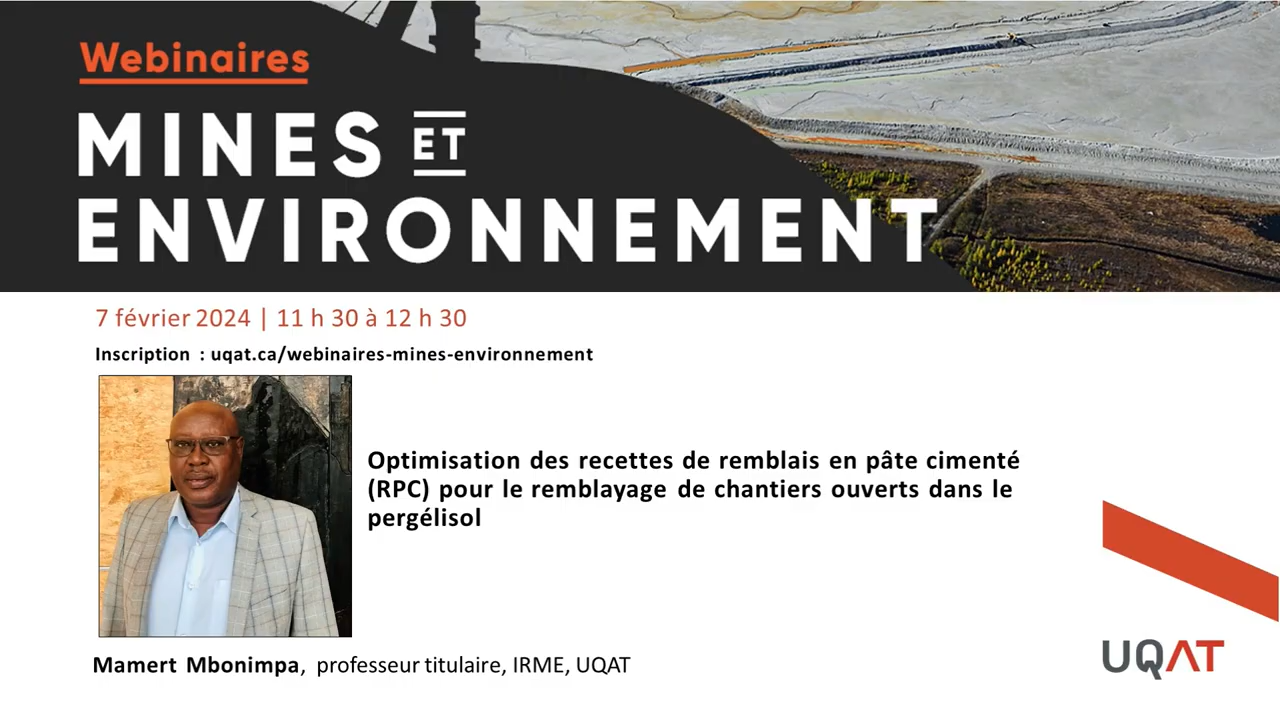 Webinaires
MINES ET
ENVIRONNEMENT
7 février 2024 | 11 h 30 à 12 h 30
Inscription : uqat.ca/webinaires-mines-environnement
Optimisation des recettes de remblais en pâte cimenté
(RPC) pour le remblayage de chantiers ouverts dans le
pergélisol
Mamert Mbonimpa, professeur titulaire, IRME, UQAT
UQAT